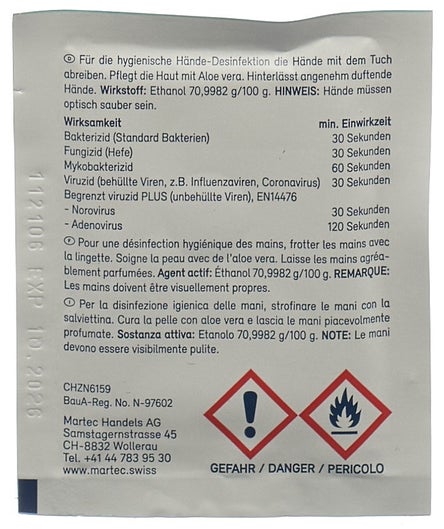 D Für die hygienische Hände-Desinfektion die Hände mit dem Tuch
abreiben. Pflegt die Haut mit Aloe vera. Hinterlässt angenehm duftende
Hände. Wirkstoff: Ethanol 70,9982 g/100 g. HINWEIS: Hände müssen
optisch sauber sein.
Wirksamkeit min. Einwirkzeit
Bakterizid (Standard Bakterien) 30 Sekunden
Fungizid (Hefe) 30 Sekunden
Mykobakterizid 60 Sekunden
Viruzid (behüllte Viren, z.B. Influenzaviren, Coronavirus) 30 Sekunden
Begrenzt viruzid PLUS (unbehüllte Viren), EN14476
- Norovirus 30 Sekunden
- Adenovirus 120 Sekunden
F Pour une désinfection hygiénique des mains, frotter les mains avec
la lingette. Soigne la peau avec de l'aloe vera. Laisse les mains agréa-
blement parfumées. Agent actif: Éthanol 70,9982 g/100 g. REMARQUE:
Les mains doivent être visuellement propres.
I Per la disinfezione igienica delle mani, strofinare le mani con la
salviettina. Cura la pelle con aloe vera e lascia le mani piacevolmente
profumate. Sostanza attiva: Etanolo 70,9982 g/100 g. NOTE: Le mani
devono essere visibilmente pulite.
CHZN6159
BauA-Reg. No. N-97602
Martec Handels AG
Samstagernstrasse 45
CH-8832 Wollerau
Tel. +41 44 783 95 30
www.martec.swiss
GEFAHR / DANGER / PERICOLO
112106 EXP 10.2026